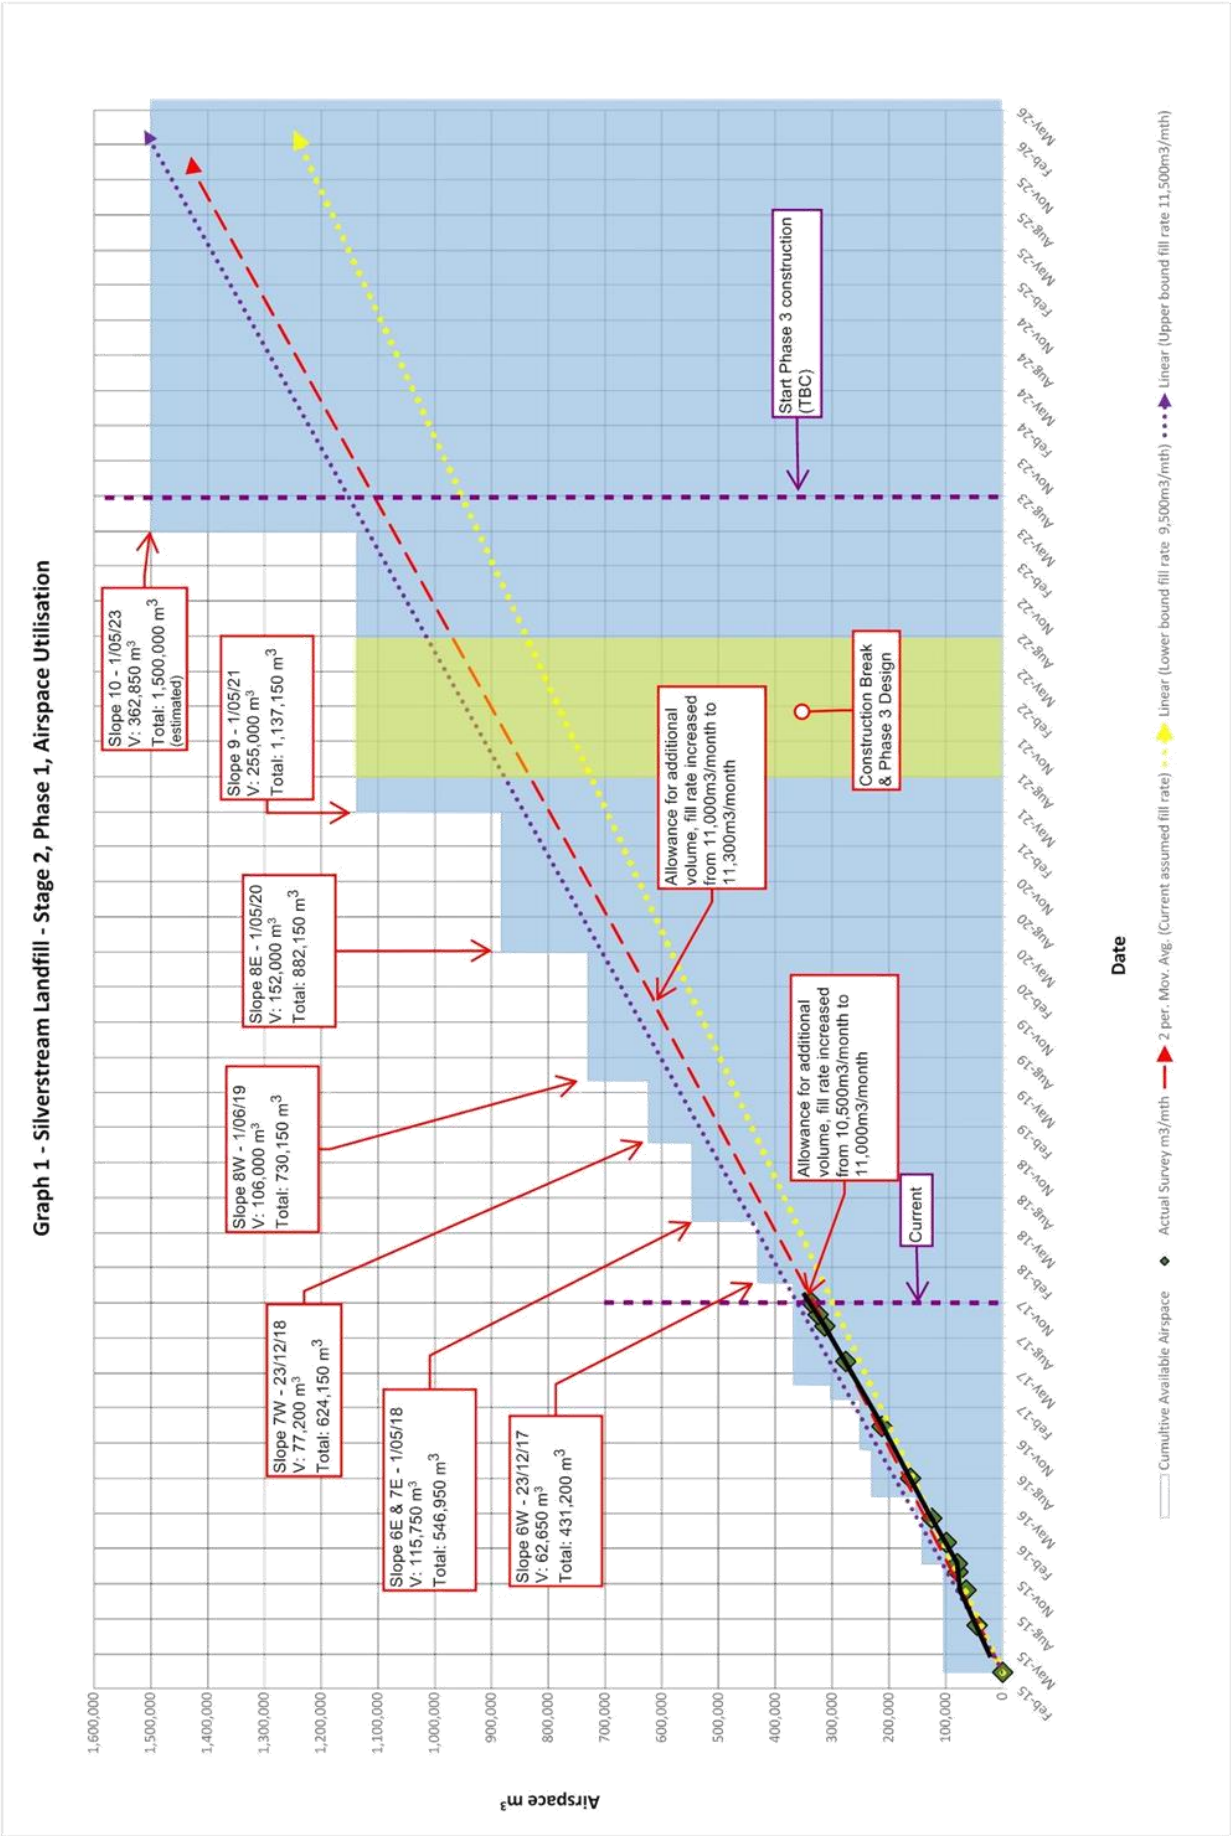 Graph 1 - Silverstream Landfill - Stage 2, Phase 1, Airspace Utilisation
Airspace m³
1,600,000
1,500,000
1,400,000
1,300,000
1,200,000
1,100,000
1,000,000
900,000
800,000
700,000
600,000
500,000
400,000
300,000
200,000
100,000
0
Slope 10 - 1/05/23
V: 362,850 m³
Total: 1,500,000 m³
(estimated)
Slope 9 - 1/05/21
V: 255,000 m³
Total: 1,137,150 m³
Slope 8E - 1/05/20
V: 152,000 m³
Total: 882,150 m³
Slope 8W - 1/06/19
V: 106,000 m³
Total: 730,150 m³
Slope 7W - 23/12/18
V: 77,200 m³
Total: 624,150 m³
Slope 6E & 7E - 1/05/18
V: 115,750 m³
Total: 546,950 m³
Slope 6W - 23/12/17
V: 62,650 m³
Total: 431,200 m³
Allowance for additional
volume, fill rate increased
from 11,000m3/month to
11,300m3/month
Allowance for additional
volume, fill rate increased
from 10,500m3/month to
11,000m3/month
Start Phase 3 construction
(TBC)
Construction Break
& Phase 3 Design
Current
Feb-15
May-15
Aug-15
Nov-15
Feb-16
May-16
Aug-16
Nov-16
Feb-17
May-17
Aug-17
Nov-17
Feb-18
May-18
Aug-18
Nov-18
Feb-19
May-19
Aug-19
Nov-19
Feb-20
May-20
Aug-20
Nov-20
Feb-21
May-21
Aug-21
Nov-21
Feb-22
May-22
Aug-22
Nov-22
Feb-23
May-23
Aug-23
Nov-23
Feb-24
May-24
Aug-24
Nov-24
Feb-25
May-25
Aug-25
Nov-25
Feb-26
May-26
Date
Cumultive Available Airspace
Actual Survey m3/mth
2 per. Mov. Avg. (Current assumed fill rate)
Linear (Lower bound fill rate 9,500m3/mth)
Linear (Upper bound fill rate 11,500m3/mth)